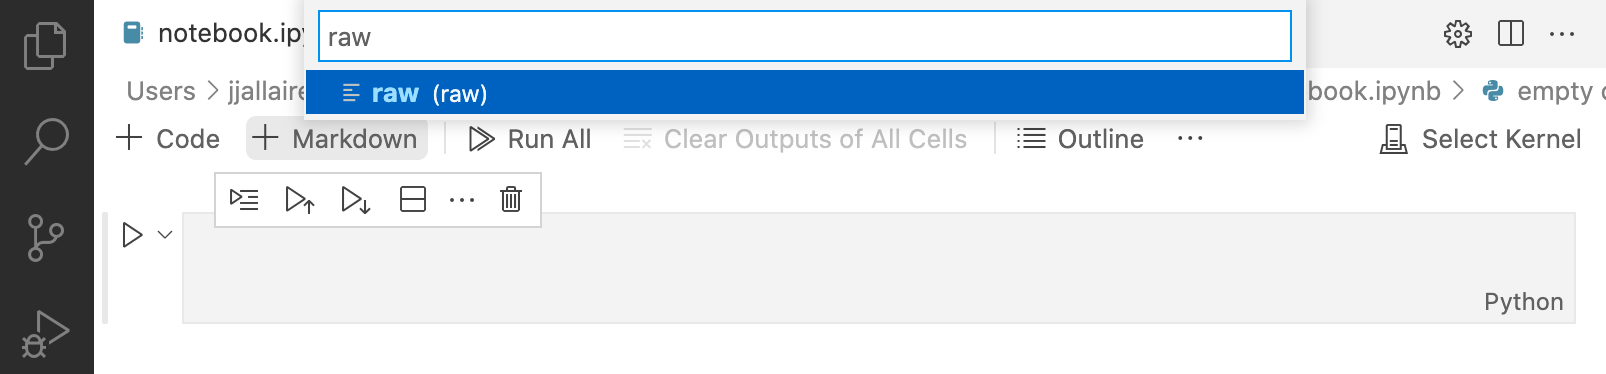 notebook.ipy
raw
raw (raw)
Users > jjallaire
book.ipynb > empty
+ Code + Markdown Run All Clear Outputs of All Cells Outline ··· Select Kernel
Python